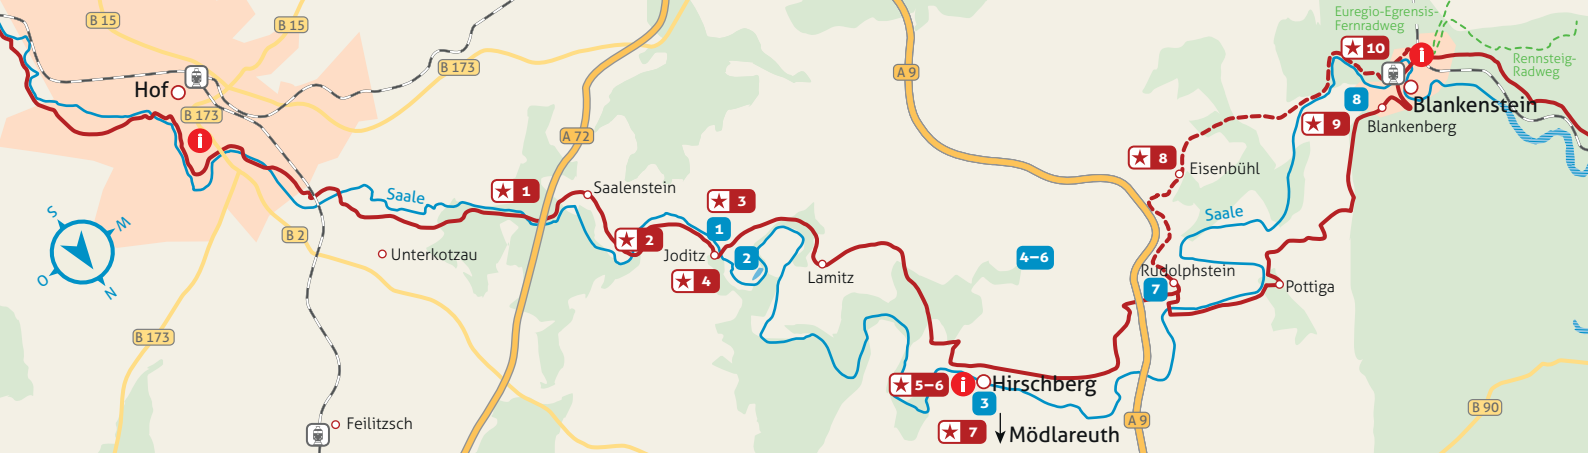 B 15
B 15
Euregio-Egrensis-
Fernradweg
10
i
B 173
A 9
Rennsteig-
Radweg
Hof
8
Blankenstein
B 173
9
Blankenberg
i
A 72
8
Eisenbühl
Saale
1
Saalenstein
3
Saale
S
W
O
N
B 2
2
1
Unterkotzau
Joditz
2
4–6
Rudolphstein
4
Lamitz
7
Pottiga
B 173
5–6
i
Hirschberg
3
B 90
Feilitzsch
7
Mödlareuth
A 9